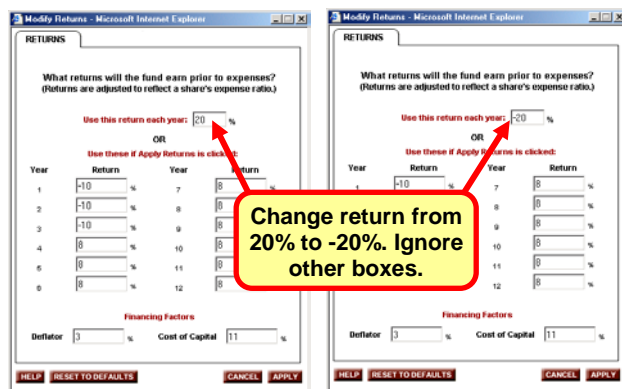 Modify Returns - Microsoft Internet Explorer
RETURNS
What returns will the fund earn prior to expenses?
(Returns are adjusted to reflect a share's expense ratio.)
Use this return each year: 20 %
OR
Use these if Apply Returns is clicked:
Year Return Year Return
1 -10 % 7 8 %
2 -10 % 8 8
3 -10 % 9 8
4 8 % 10 8
5 8 % 11 8 %
6 8 % 12 8 %
Financing Factors
Deflator 3 % Cost of Capital 11 %
HELP RESET TO DEFAULTS CANCEL APPLY
Modify Returns - Microsoft Internet Explorer
RETURNS
What returns will the fund earn prior to expenses?
(Returns are adjusted to reflect a share's expense ratio.)
Use this return each year: -20 %
OR
Use these if Apply Returns is clicked:
Year Return Year Return
1 -10 % 7 8 %
8 8 %
9 8 %
10 8 %
11 8 %
12 8 %
Financing Factors
Deflator 3 % Cost of Capital 11 %
HELP RESET TO DEFAULTS CANCEL APPLY
Change return from
20% to -20%. Ignore
other boxes.